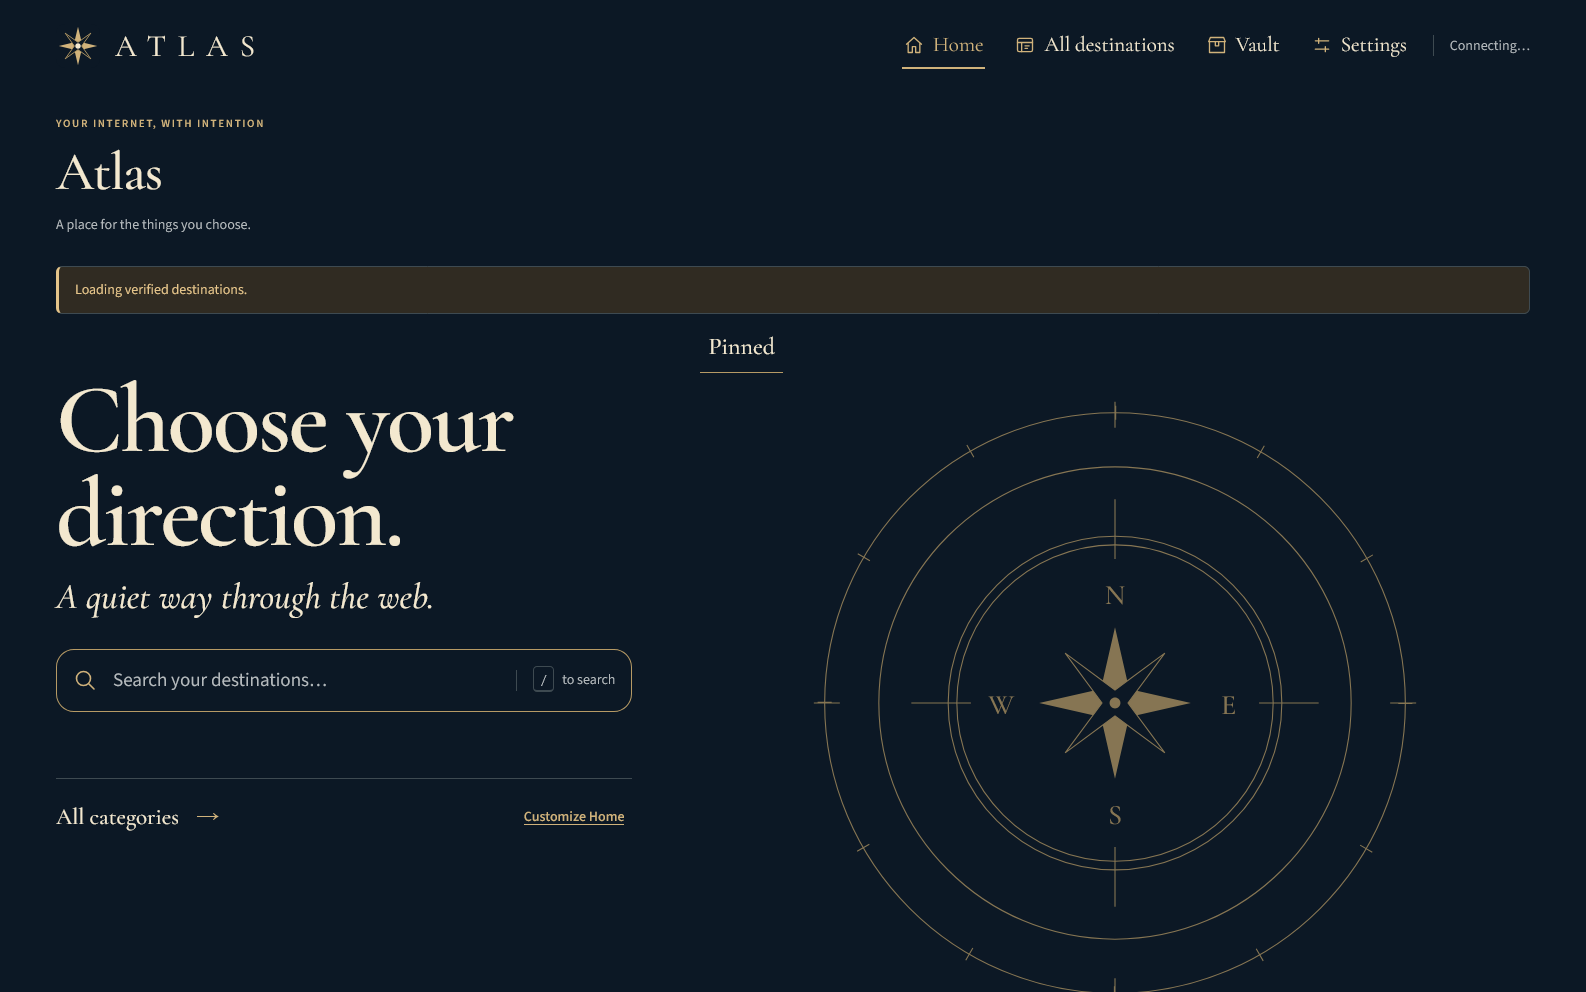 ATLAS
Home
All destinations
Vault
Settings
Connecting…
YOUR INTERNET, WITH INTENTION
Atlas
A place for the things you choose.
Loading verified destinations.
Pinned
Choose your
direction.
A quiet way through the web.
Search your destinations…
/ to search
All categories →
Customize Home
N
W
E
S